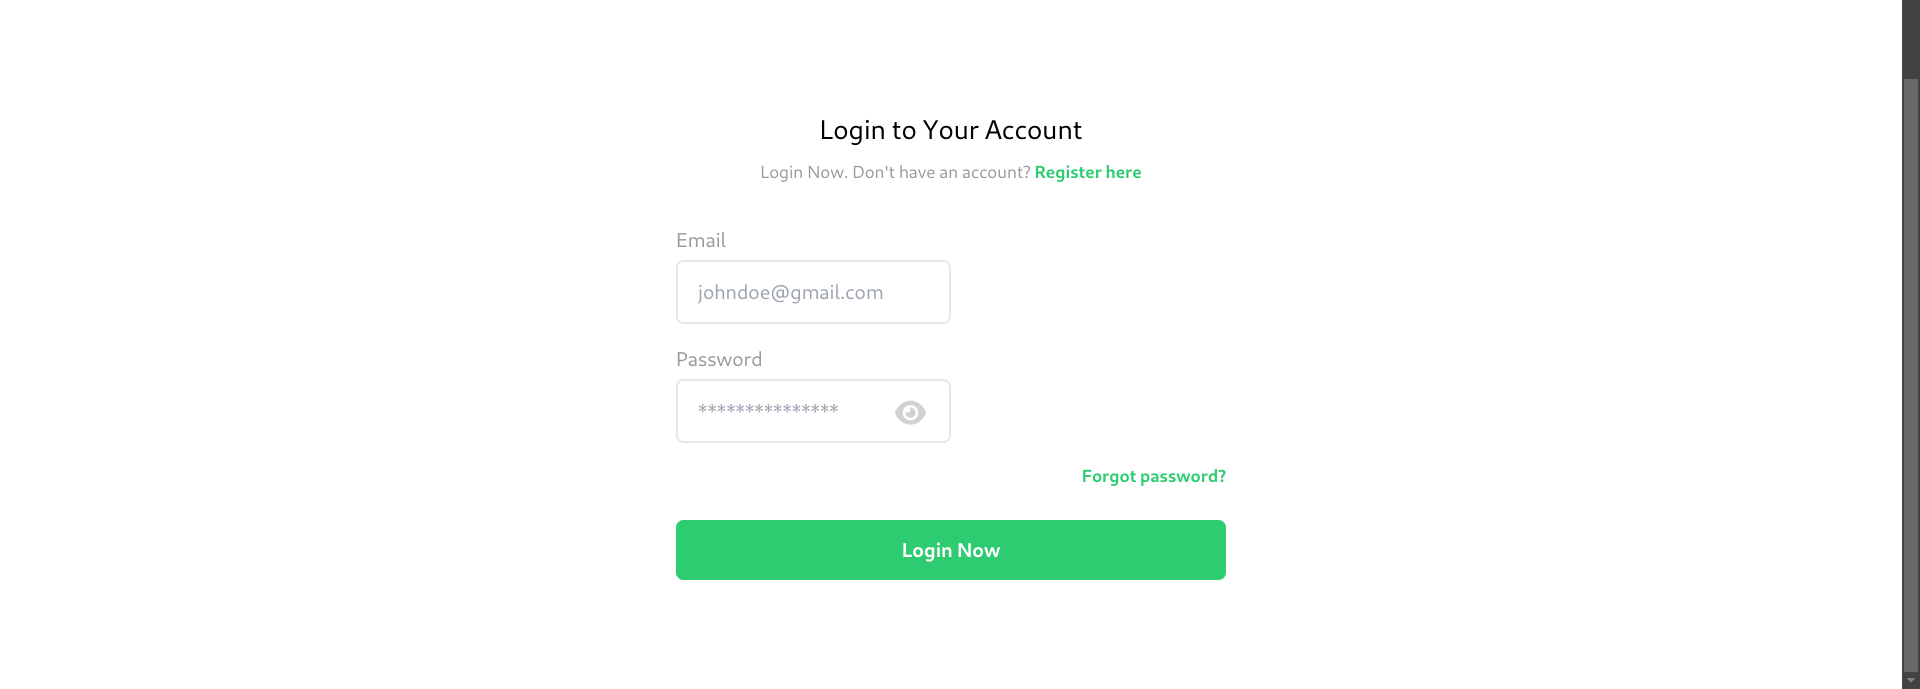 Login to Your Account
Login Now. Don't have an account? Register here
Email
johndoe@gmail.com
Password
***************
Forgot password?
Login Now